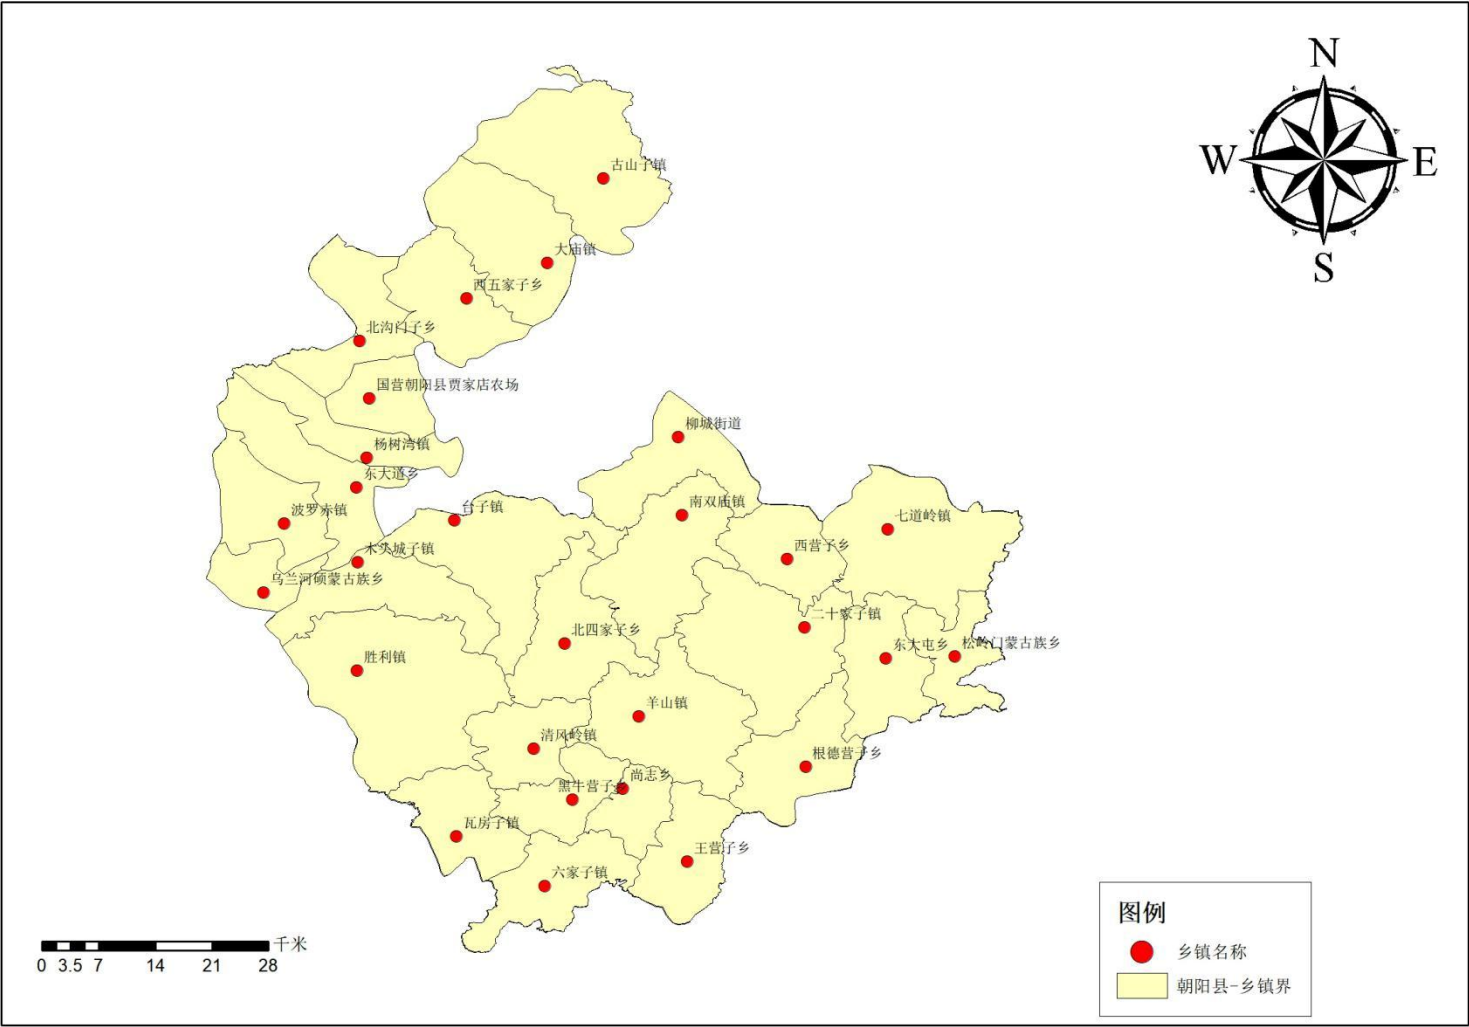 N
W
E
S
古山子镇
大庙镇
西五家子乡
北沟门子乡
国营朝阳县贾家店农场
柳城街道
杨树湾镇
东大道乡
台子镇
南双庙镇
波罗赤镇
七道岭镇
西营子乡
木头城子镇
乌兰河硕蒙古族乡
二十家子镇
北四家子乡
东大屯乡
松岭门蒙古族乡
胜利镇
羊山镇
清风岭镇
根德营子乡
尚志乡
黑牛营子乡
瓦房子镇
王营子乡
六家子镇
图例
乡镇名称
朝阳县-乡镇界
千米
0 3.5 7 14 21 28